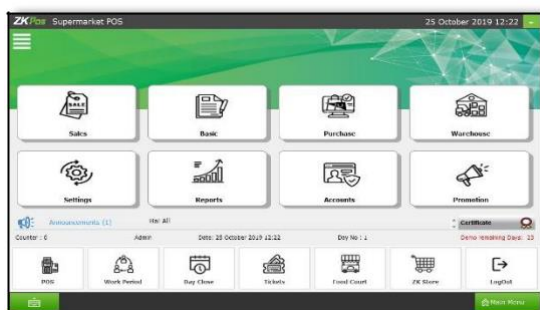 ZKPos Supermarket POS 25 October 2019 12:22
Sales Basic Purchase Warehouse
Settings Reports Accounts Promotion
Announcements (1) Hey All Certificate
Counter : 0 Admin Date: 25 October 2019 12:22 Day No : 1 Demo remaining Days: 23
POS Work Period Day Close Tickets Food Court ZK Store LogOut
Main Menu